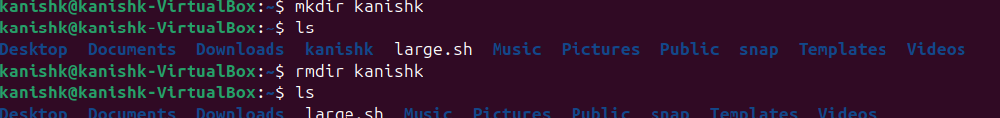 kanishk@kanishk-VirtualBox:~$ mkdir kanishk
kanishk@kanishk-VirtualBox:~$ ls
Desktop  Documents  Downloads  kanishk  large.sh  Music  Pictures  Public  snap  Templates  Videos
kanishk@kanishk-VirtualBox:~$ rmdir kanishk
kanishk@kanishk-VirtualBox:~$ ls
Desktop  Documents  Downloads  large.sh  Music  Pictures  Public  snap  Templates  Videos